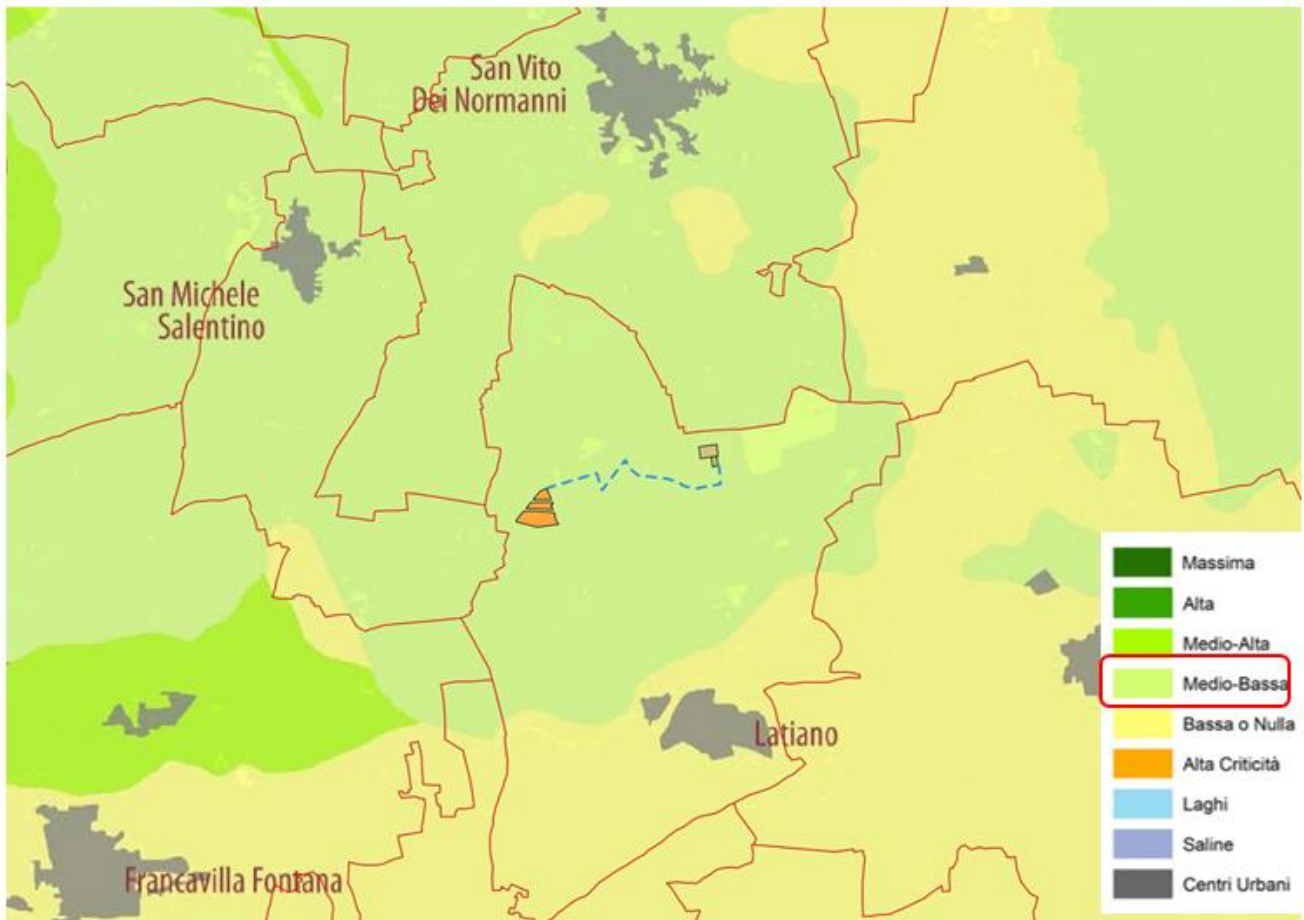 San Vito
Dei Normanni
San Michele
Salentino
Latiano
Francavilla Fontana
Massima
Alta
Medio-Alta
Medio-Bassa
Bassa o Nulla
Alta Criticità
Laghi
Saline
Centri Urbani